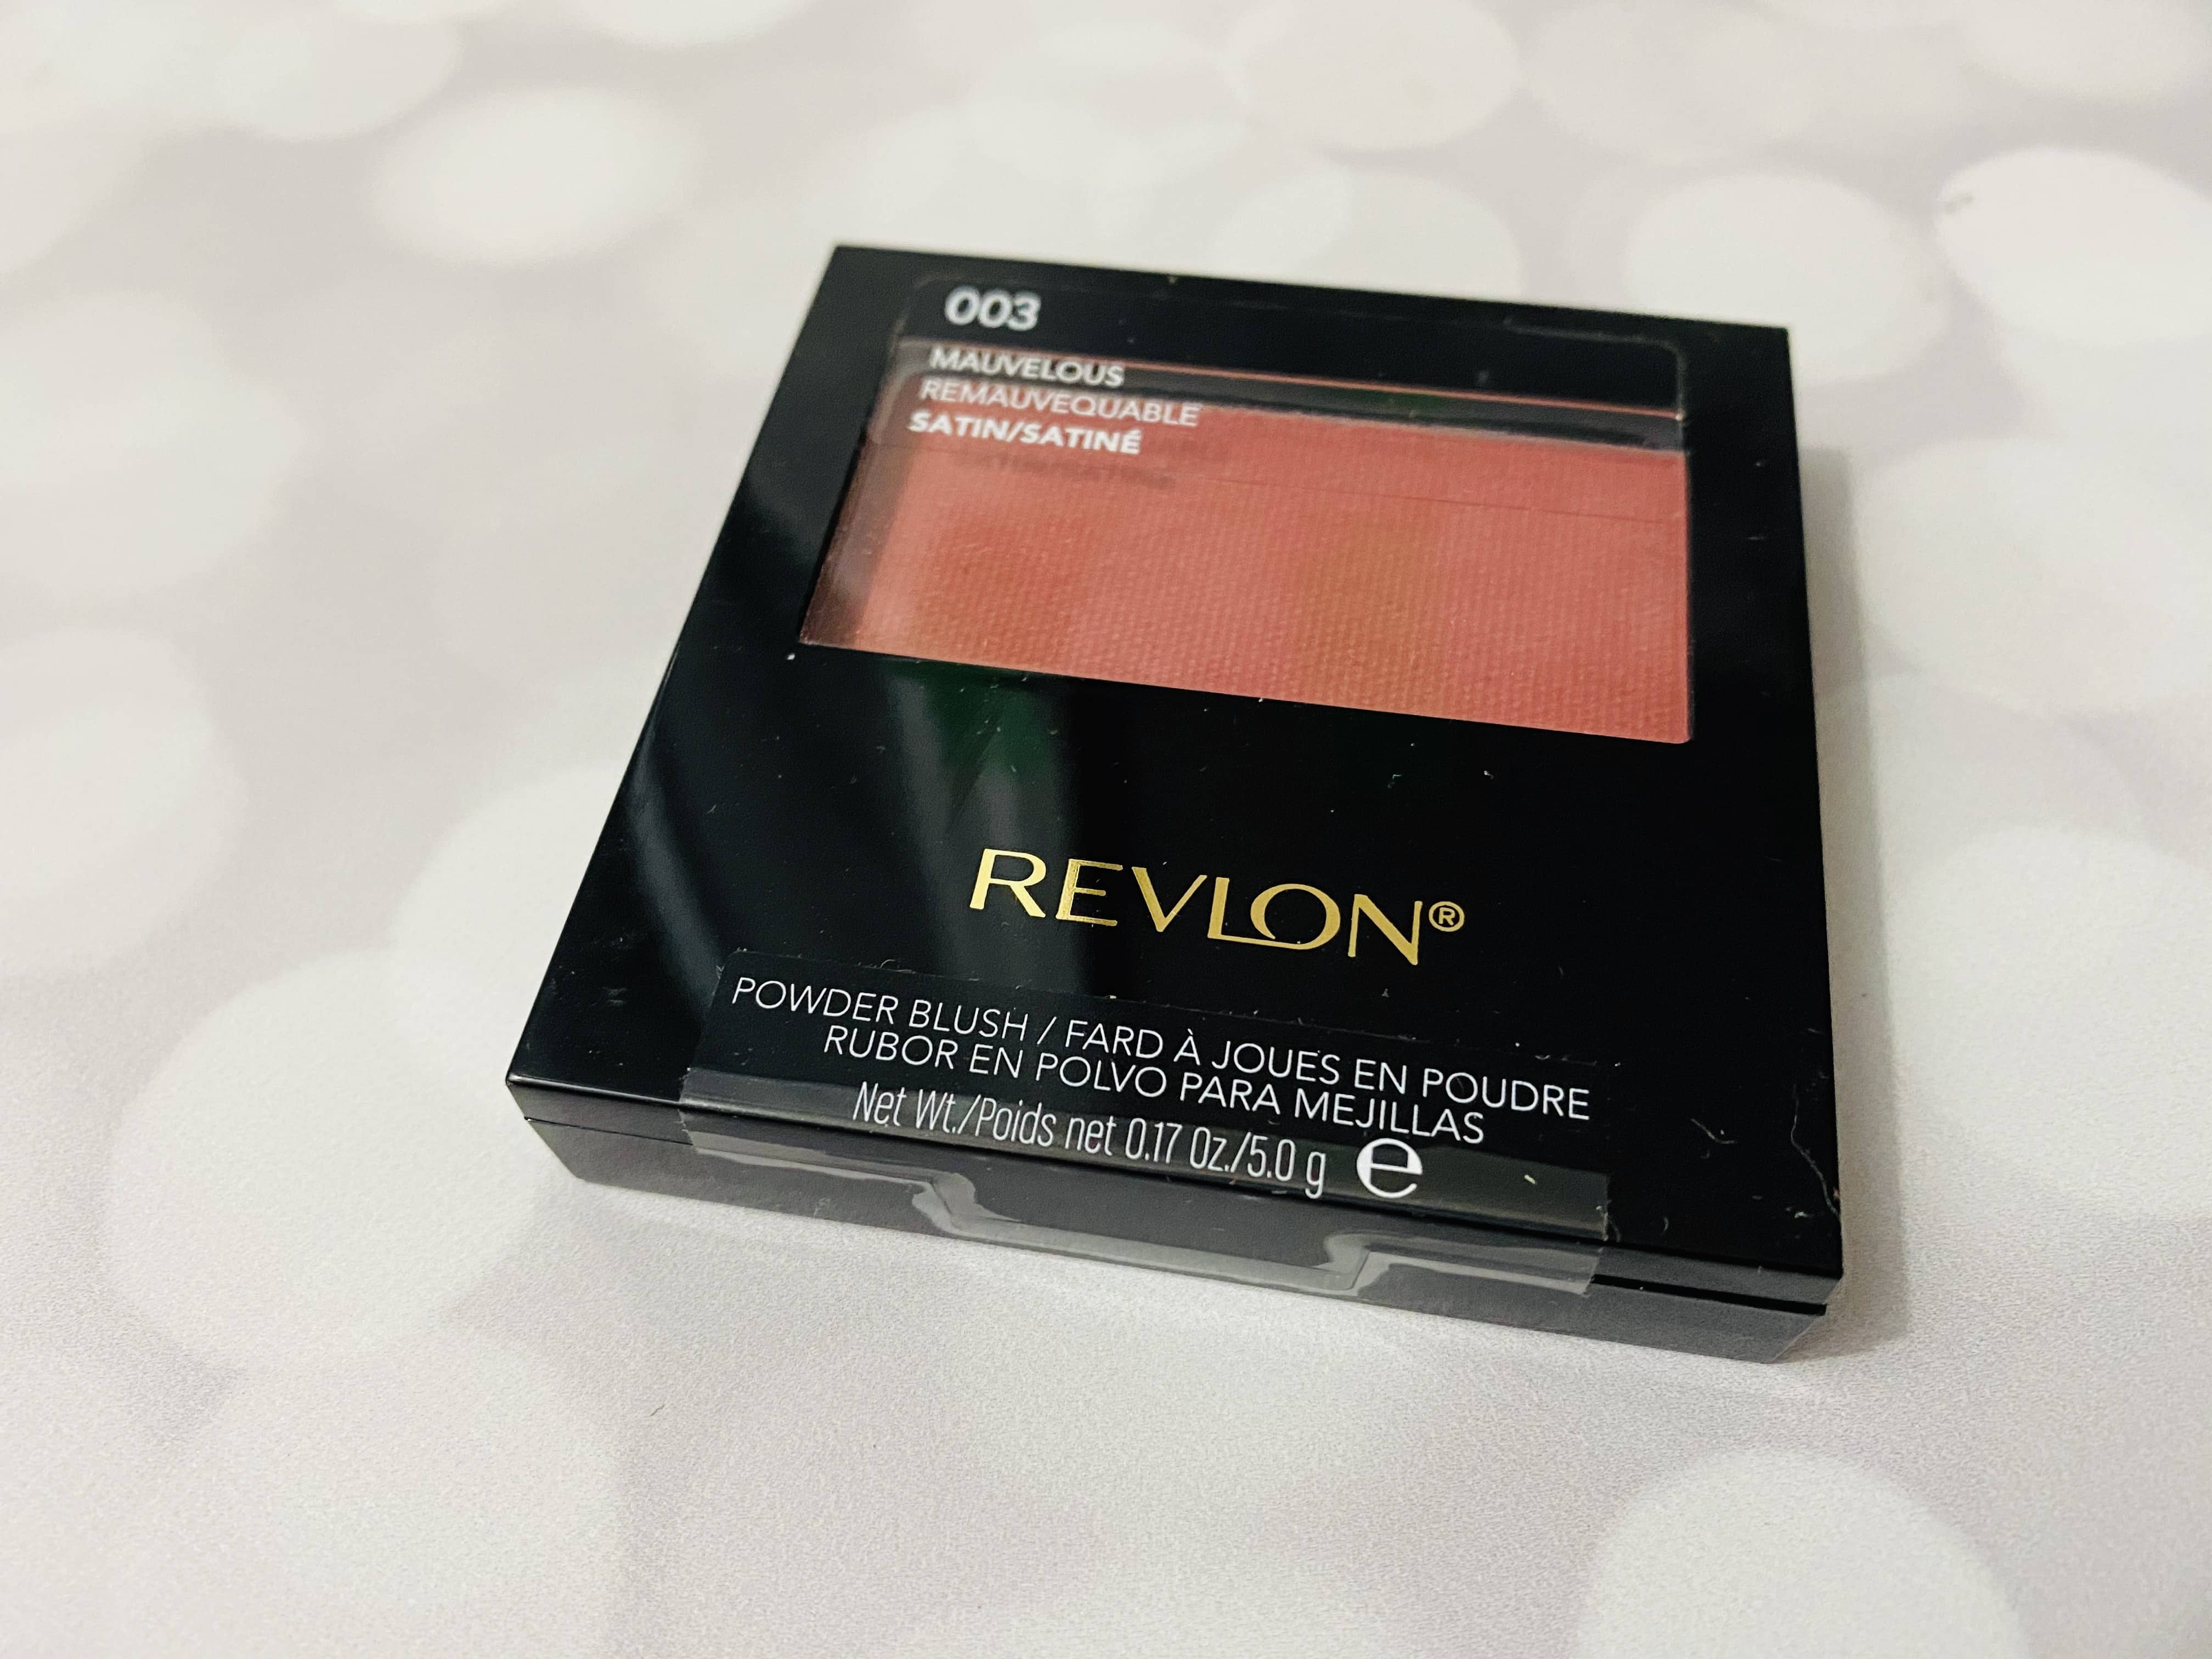 003
MAUVELOUS
REMAUVEQUABLE
SATIN/SATINÉ
REVLON®
POWDER BLUSH / FARD À JOUES EN POUDRE
RUBOR EN POLVO PARA MEJILLAS
Net Wt./Poids net 0.17 Oz./5.0 g e